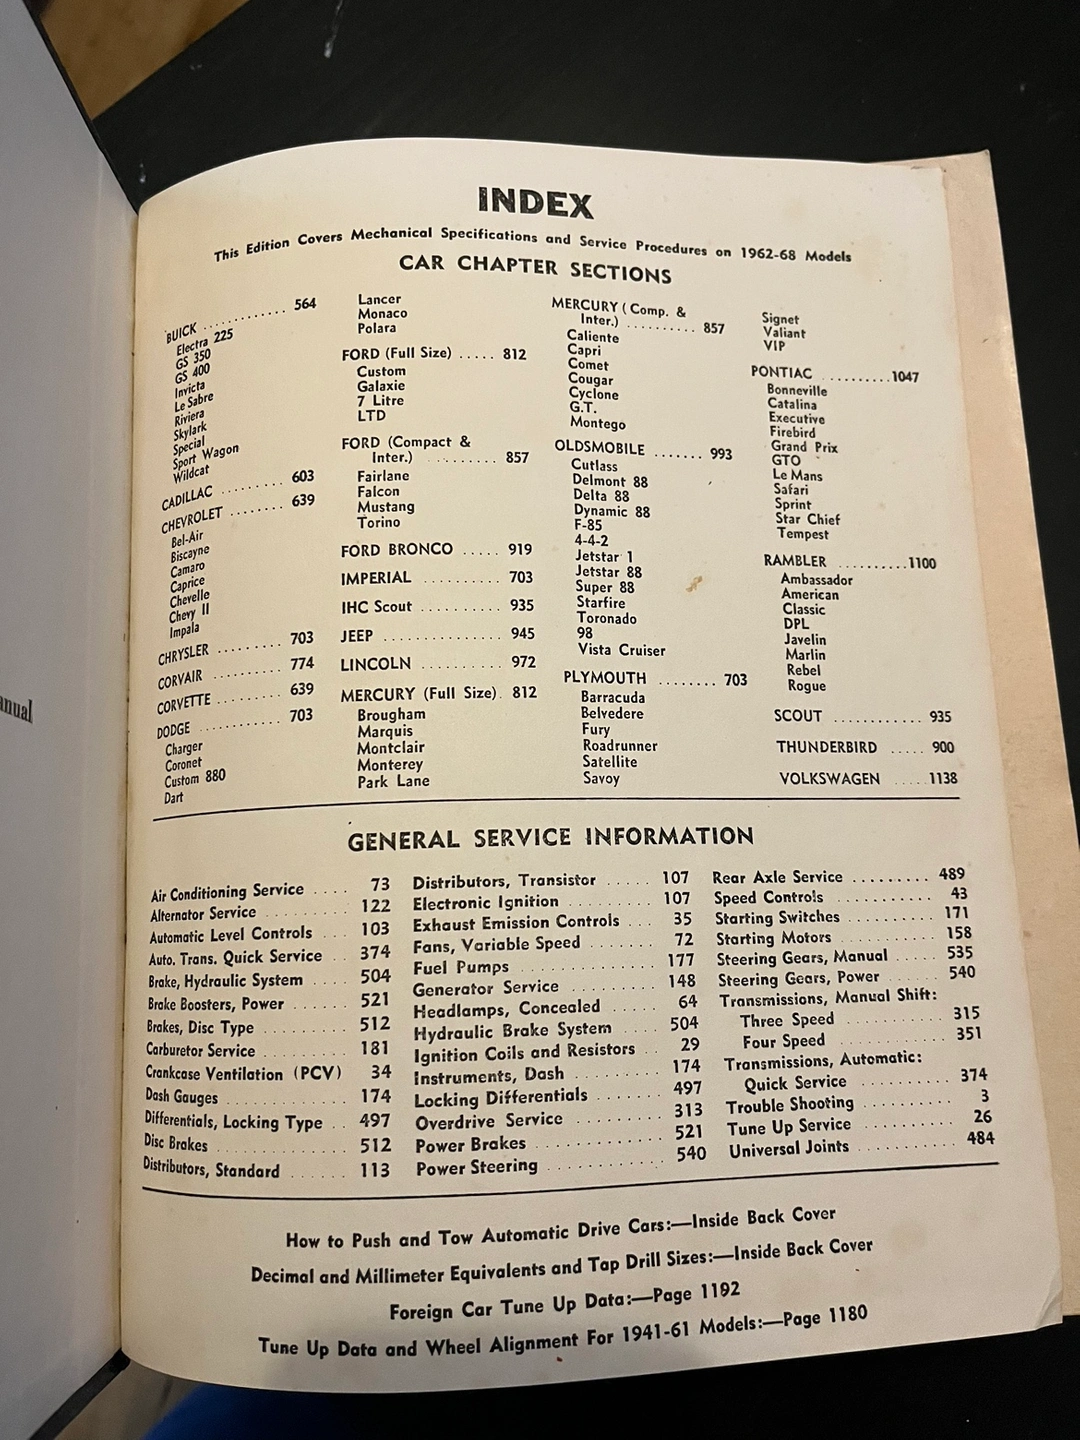 anual
INDEX
This Edition Covers Mechanical Specifications and Service Procedures on 1962-68 Models
CAR CHAPTER SECTIONS
BUICK ............. 564
Electra 225
GS 350
GS 400
Invicta
Le Sabre
Riviera
Skylark
Special
Sport Wagon
Wildcat
CADILLAC ......... 603
CHEVROLET ........ 639
Bel-Air
Biscayne
Camaro
Caprice
Chevelle
Chevy II
Impala
CHRYSLER ......... 703
CORVAIR .......... 774
CORVETTE ......... 639
DODGE ............ 703
Charger
Coronet
Custom 880
Dart
Lancer
Monaco
Polara
FORD (Full Size) ..... 812
Custom
Galaxie
7 Litre
LTD
FORD (Compact &
Inter.) .......... 857
Fairlane
Falcon
Mustang
Torino
FORD BRONCO ..... 919
IMPERIAL .......... 703
IHC Scout .......... 935
JEEP ............... 945
LINCOLN .......... 972
MERCURY (Full Size) . 812
Brougham
Marquis
Montclair
Monterey
Park Lane
MERCURY (Comp. &
Inter.) .......... 857
Caliente
Capri
Comet
Cougar
Cyclone
G.T.
Montego
OLDSMOBILE ....... 993
Cutlass
Delmont 88
Delta 88
Dynamic 88
F-85
4-4-2
Jetstar 1
Jetstar 88
Super 88
Starfire
Toronado
98
Vista Cruiser
PLYMOUTH ........ 703
Barracuda
Belvedere
Fury
Roadrunner
Satellite
Savoy
Signet
Valiant
VIP
PONTIAC .......... 1047
Bonneville
Catalina
Executive
Firebird
Grand Prix
GTO
Le Mans
Safari
Sprint
Star Chief
Tempest
RAMBLER .......... 1100
Ambassador
American
Classic
DPL
Javelin
Marlin
Rebel
Rogue
SCOUT ............ 935
THUNDERBIRD ..... 900
VOLKSWAGEN ..... 1138
GENERAL SERVICE INFORMATION
Air Conditioning Service .... 73
Alternator Service ......... 122
Automatic Level Controls ... 103
Auto. Trans. Quick Service .. 374
Brake, Hydraulic System .... 504
Brake Boosters, Power ...... 521
Brakes, Disc Type ......... 512
Carburetor Service ......... 181
Crankcase Ventilation (PCV) 34
Dash Gauges ............. 174
Differentials, Locking Type .. 497
Disc Brakes .............. 512
Distributors, Standard ...... 113
Distributors, Transistor ..... 107
Electronic Ignition ......... 107
Exhaust Emission Controls ... 35
Fans, Variable Speed ....... 72
Fuel Pumps .............. 177
Generator Service ......... 148
Headlamps, Concealed ..... 64
Hydraulic Brake System .... 504
Ignition Coils and Resistors .. 29
Instruments, Dash ......... 174
Locking Differentials ....... 497
Overdrive Service ......... 313
Power Brakes ............. 521
Power Steering ............ 540
Rear Axle Service ......... 489
Speed Controls ........... 43
Starting Switches .......... 171
Starting Motors ........... 158
Steering Gears, Manual ..... 535
Steering Gears, Power ...... 540
Transmissions, Manual Shift:
Three Speed ........... 315
Four Speed ............ 351
Transmissions, Automatic:
Quick Service .......... 374
Trouble Shooting .......... 3
Tune Up Service .......... 26
Universal Joints ........... 484
How to Push and Tow Automatic Drive Cars:—Inside Back Cover
Decimal and Millimeter Equivalents and Tap Drill Sizes:—Inside Back Cover
Foreign Car Tune Up Data:—Page 1192
Tune Up Data and Wheel Alignment For 1941-61 Models:—Page 1180